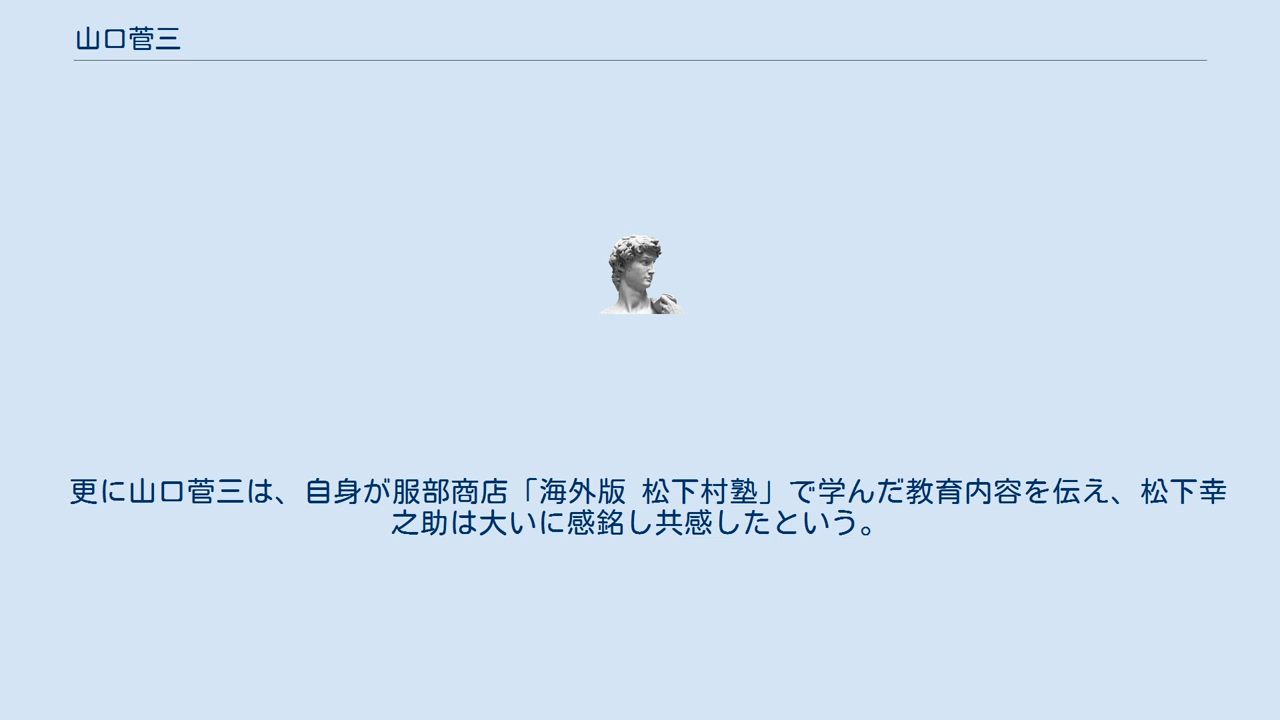 山口菅三
更に山口菅三は、自身が服部商店「海外版 松下村塾」で学んだ教育内容を伝え、松下幸
之助は大いに感銘し共感したという。